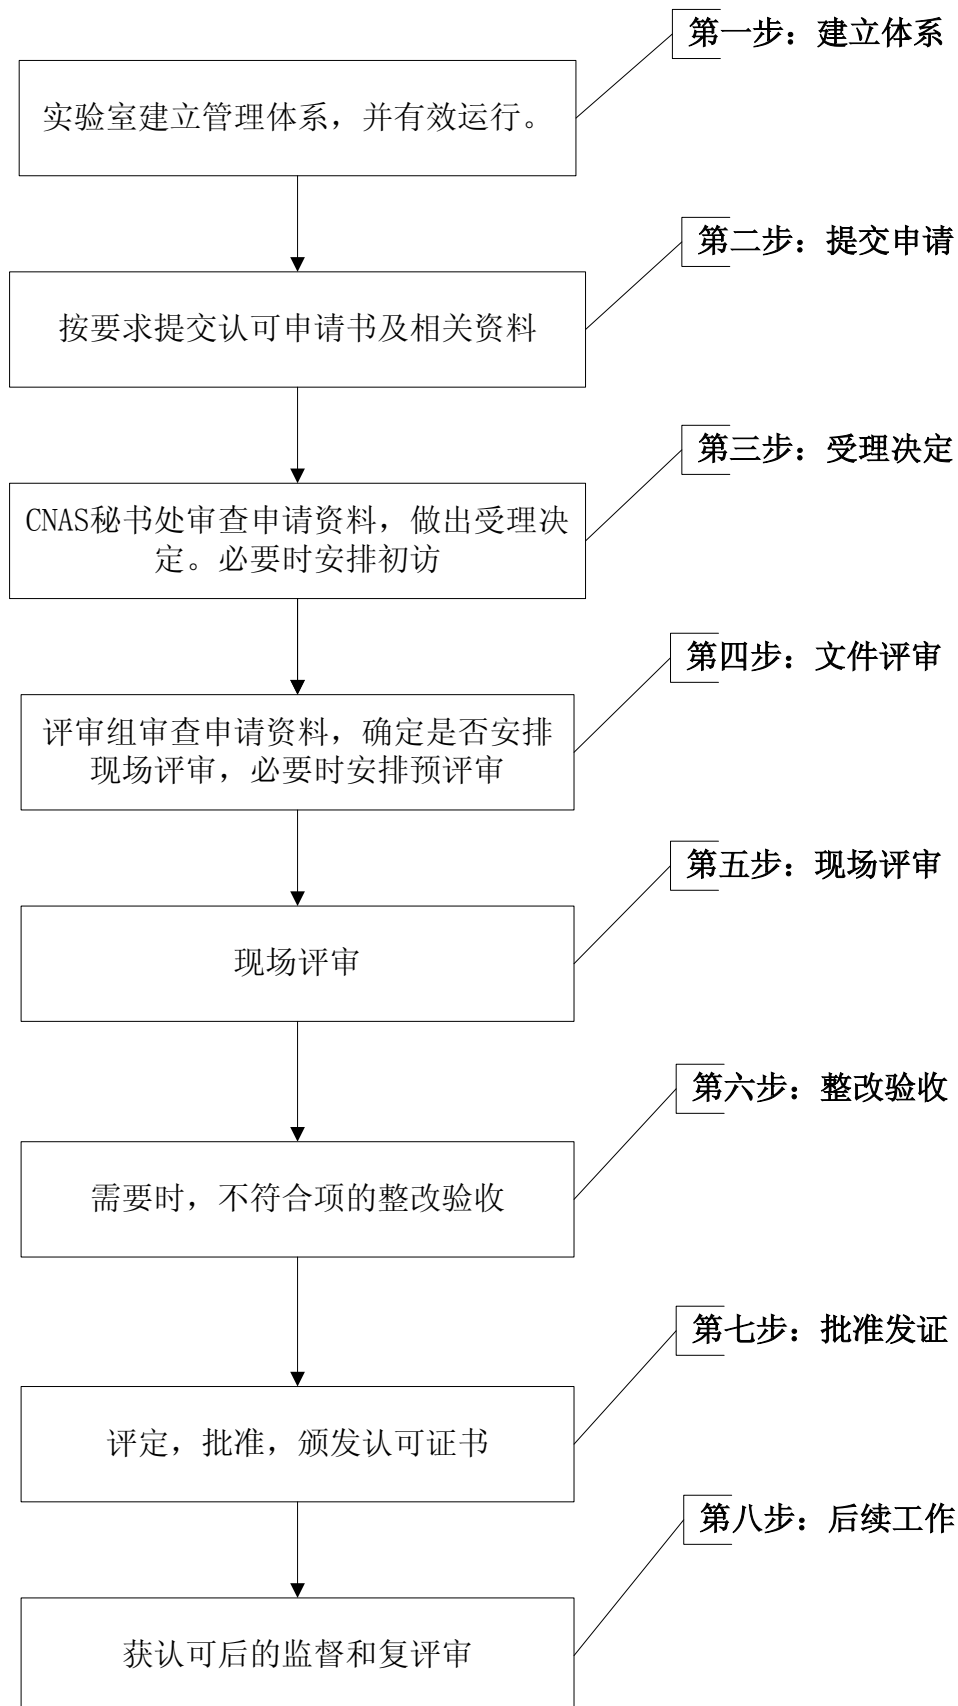 第一步：建立体系
实验室建立管理体系，并有效运行。
第二步：提交申请
按要求提交认可申请书及相关资料
第三步：受理决定
CNAS秘书处审查申请资料，做出受理决
定。必要时安排初访
第四步：文件评审
评审组审查申请资料，确定是否安排
现场评审，必要时安排预评审
第五步：现场评审
现场评审
第六步：整改验收
需要时，不符合项的整改验收
第七步：批准发证
评定，批准，颁发认可证书
第八步：后续工作
获认可后的监督和复评审